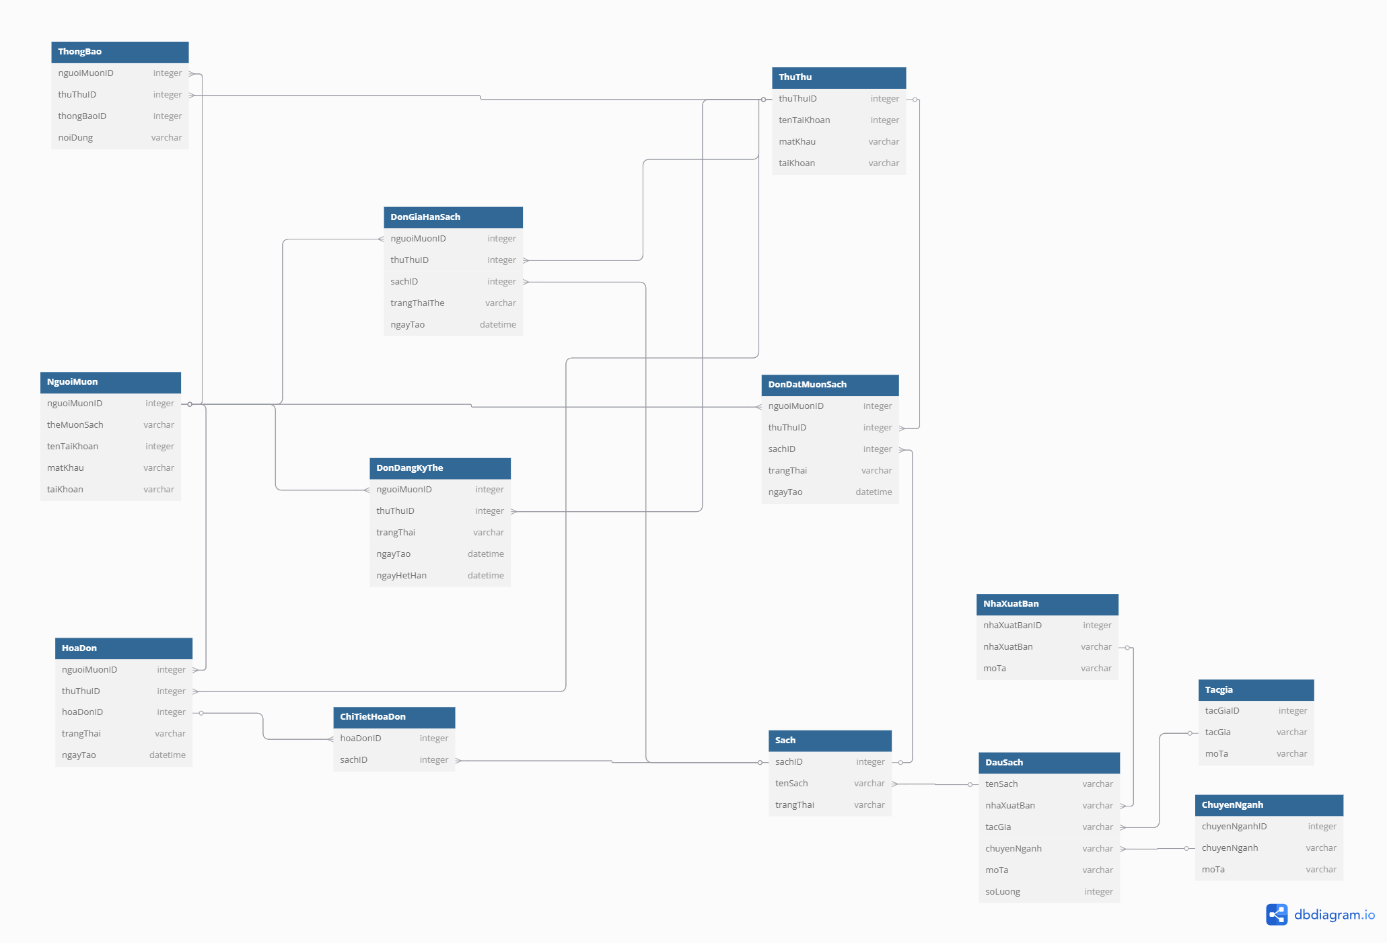 ThongBao
nguoiMuonID integer
thuThuID integer
thongBaoID integer
noiDung varchar
ThuThu
thuThuID integer
tenTaiKhoan integer
matKhau varchar
taiKhoan varchar
DonGiaHanSach
nguoiMuonID integer
thuThuID integer
sachID integer
trangThaiThe varchar
ngayTao datetime
NguoiMuon
nguoiMuonID integer
theMuonSach varchar
tenTaiKhoan integer
matKhau varchar
taiKhoan varchar
DonDatMuonSach
nguoiMuonID integer
thuThuID integer
sachID integer
trangThai varchar
ngayTao datetime
DonDangKyThe
nguoiMuonID integer
thuThuID integer
trangThai varchar
ngayTao datetime
ngayHetHan datetime
NhaXuatBan
nhaXuatBanID integer
nhaXuatBan varchar
moTa varchar
HoaDon
nguoiMuonID integer
thuThuID integer
hoaDonID integer
trangThai varchar
ngayTao datetime
ChiTietHoaDon
hoaDonID integer
sachID integer
Sach
sachID integer
tenSach varchar
trangThai varchar
DauSach
tenSach varchar
nhaXuatBan varchar
tacGia varchar
chuyenNganh varchar
moTa varchar
soLuong integer
Tacgia
tacGiaID integer
tacGia varchar
moTa varchar
ChuyenNganh
chuyenNganhID integer
chuyenNganh varchar
moTa varchar
dbdiagram.io